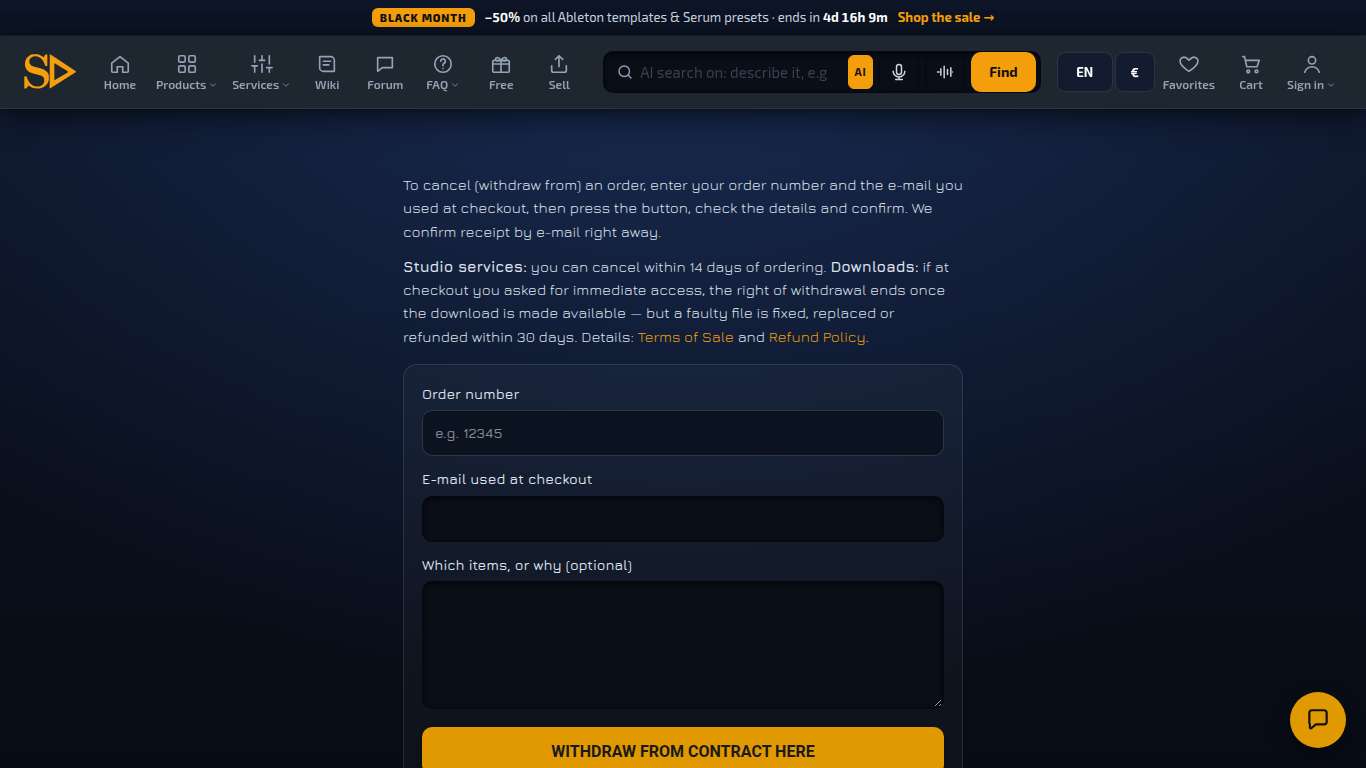 BLACK MONTH −50% on all Ableton templates & Serum presets · ends in 4d 16h 9m Shop the sale →
SD
Home Products Services Wiki Forum FAQ Free Sell
AI search on: describe it, e.g AI Find
EN € Favorites Cart Sign in
To cancel (withdraw from) an order, enter your order number and the e-mail you
used at checkout, then press the button, check the details and confirm. We
confirm receipt by e-mail right away.
Studio services: you can cancel within 14 days of ordering. Downloads: if at
checkout you asked for immediate access, the right of withdrawal ends once
the download is made available — but a faulty file is fixed, replaced or
refunded within 30 days. Details: Terms of Sale and Refund Policy.
Order number
e.g. 12345
E-mail used at checkout
Which items, or why (optional)
WITHDRAW FROM CONTRACT HERE